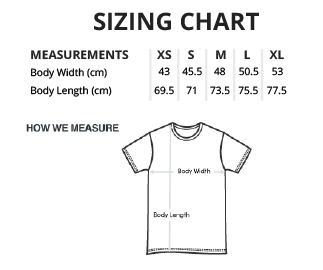 SIZING CHART
MEASUREMENTS XS S M L XL
Body Width (cm) 43 45.5 48 50.5 53
Body Length (cm) 69.5 71 73.5 75.5 77.5
HOW WE MEASURE
Body Width
Body Length